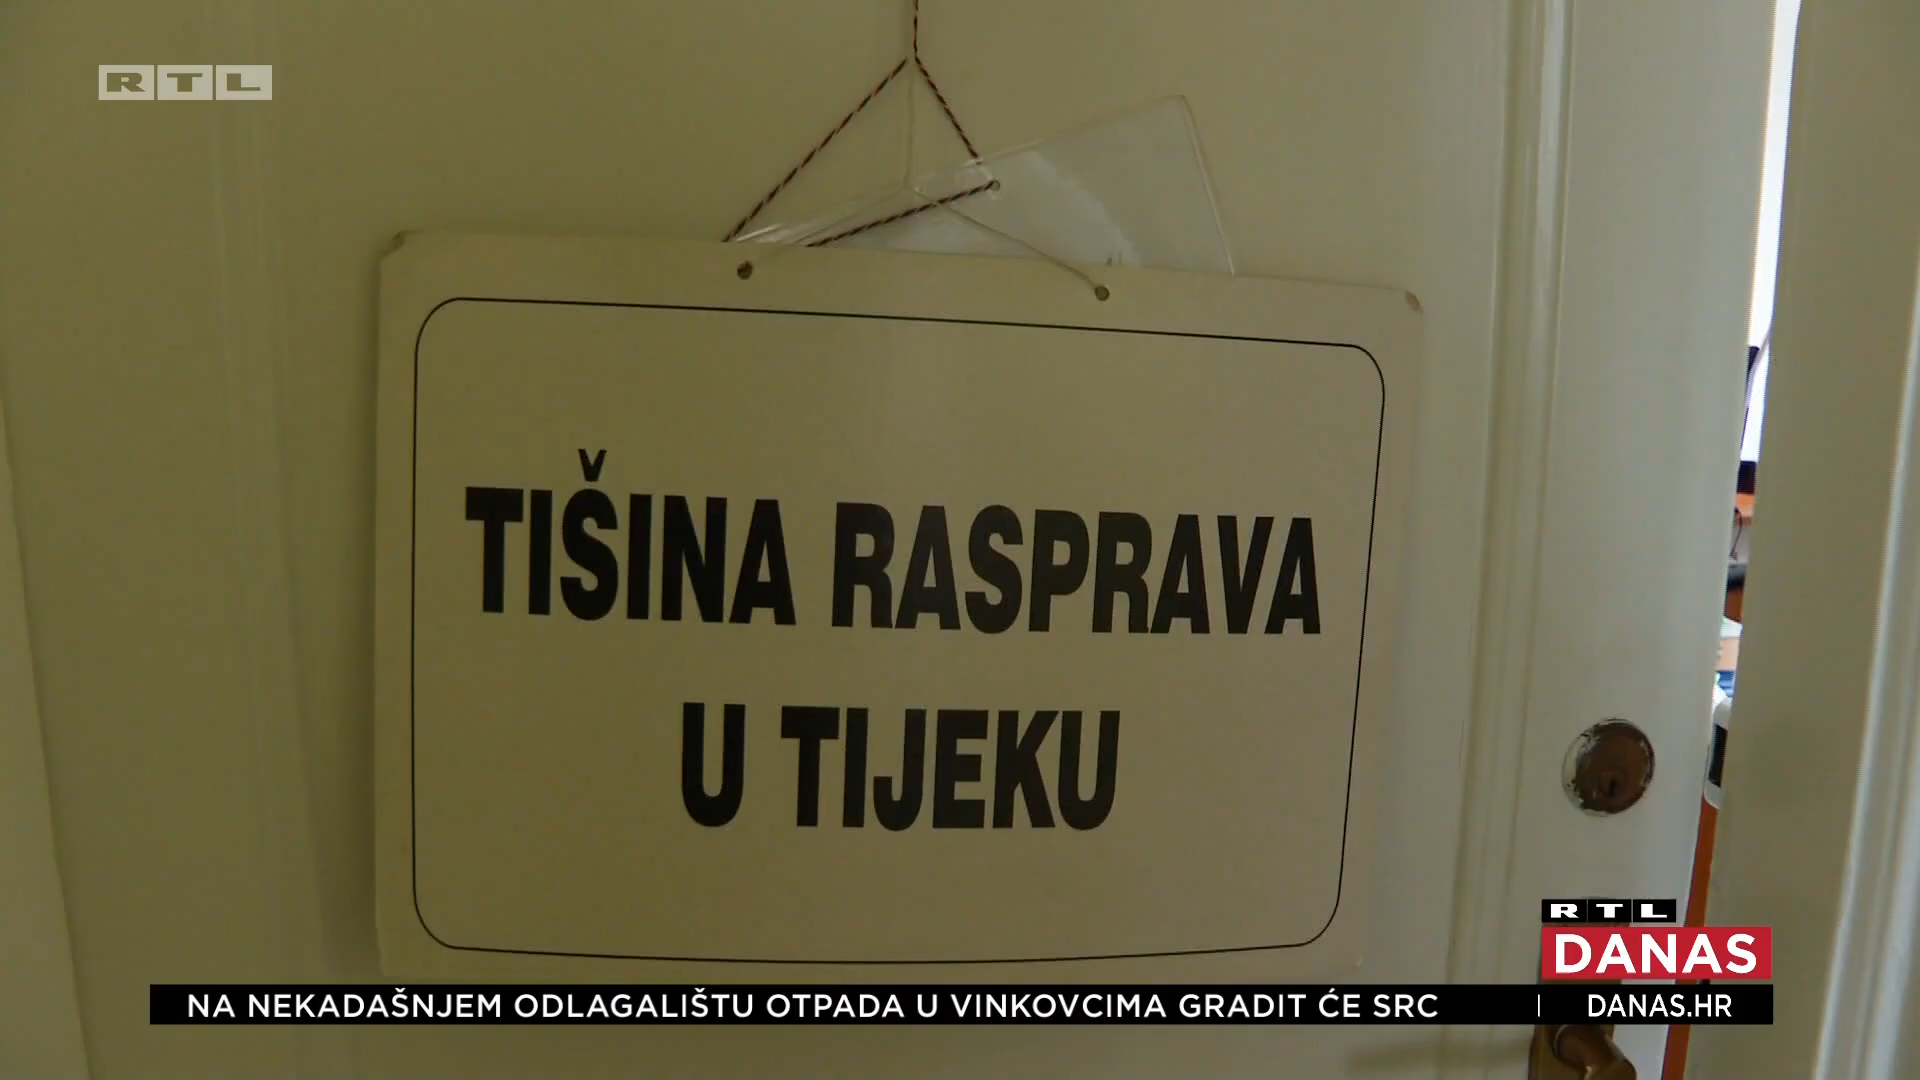 RTL
TIŠINA RASPRAVA
U TIJEKU
RTL
DANAS
NA NEKADAŠNJEM ODLAGALIŠTU OTPADA U VINKOVCIMA GRADIT ĆE SRC | DANAS.HR